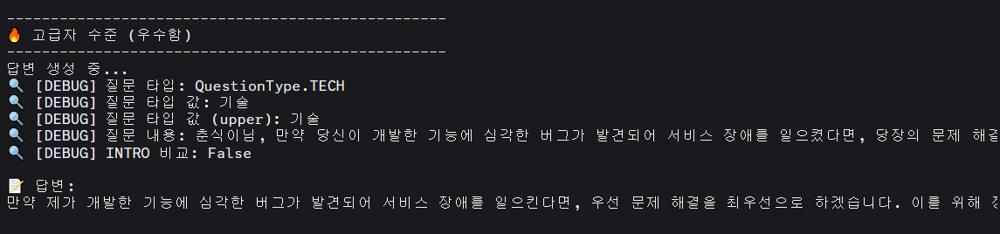 --------------------------------------------------
🔥 고급자 수준 (우수함)
--------------------------------------------------
답변 생성 중...
🔍 [DEBUG] 질문 타입: QuestionType.TECH
🔍 [DEBUG] 질문 타입 값: 기술
🔍 [DEBUG] 질문 타입 값 (upper): 기술
🔍 [DEBUG] 질문 내용: 춘식이님, 만약 당신이 개발한 기능에 심각한 버그가 발견되어 서비스 장애를 일으켰다면, 당장의 문제 해결
🔍 [DEBUG] INTRO 비교: False
📝 답변:
만약 제가 개발한 기능에 심각한 버그가 발견되어 서비스 장애를 일으킨다면, 우선 문제 해결을 최우선으로 하겠습니다. 이를 위해